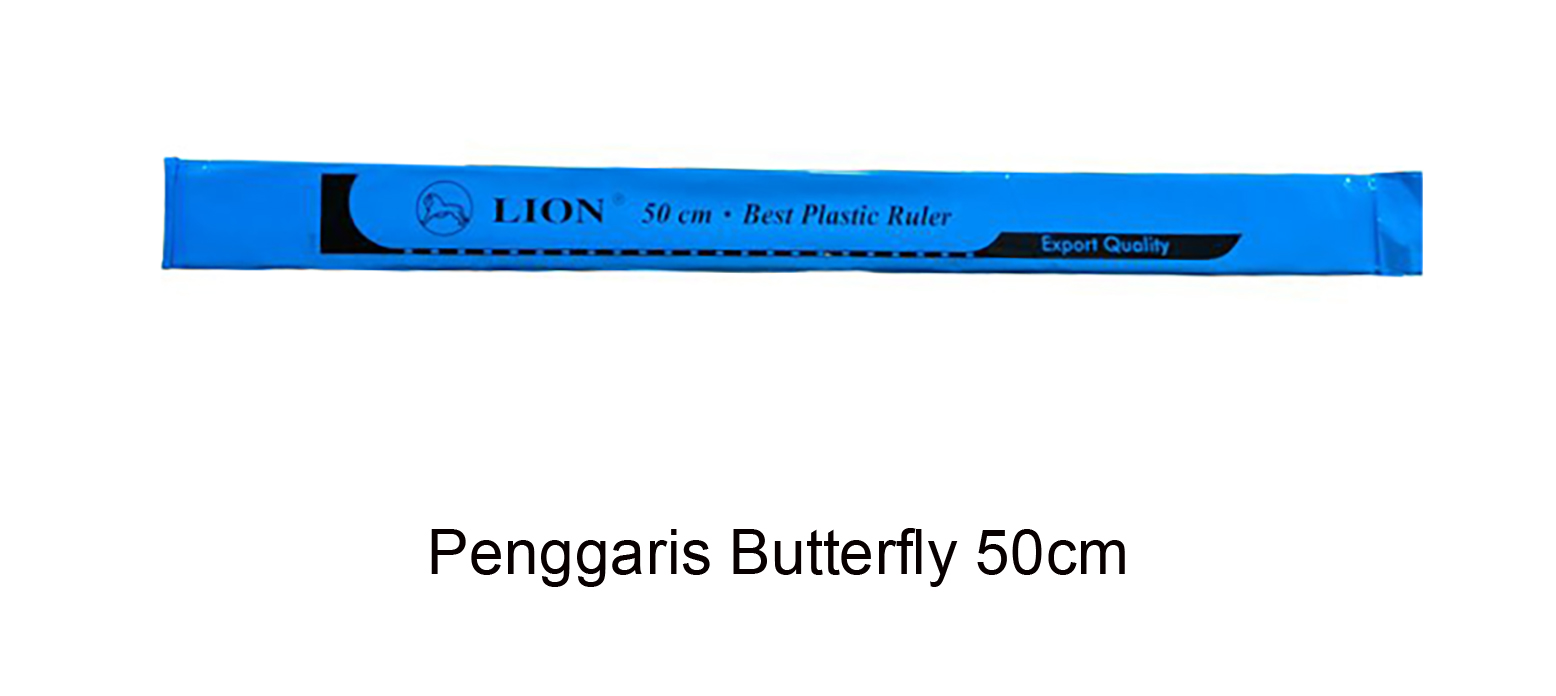 LION ® 50 cm • Best Plastic Ruler
Export Quality
Penggaris Butterfly 50cm